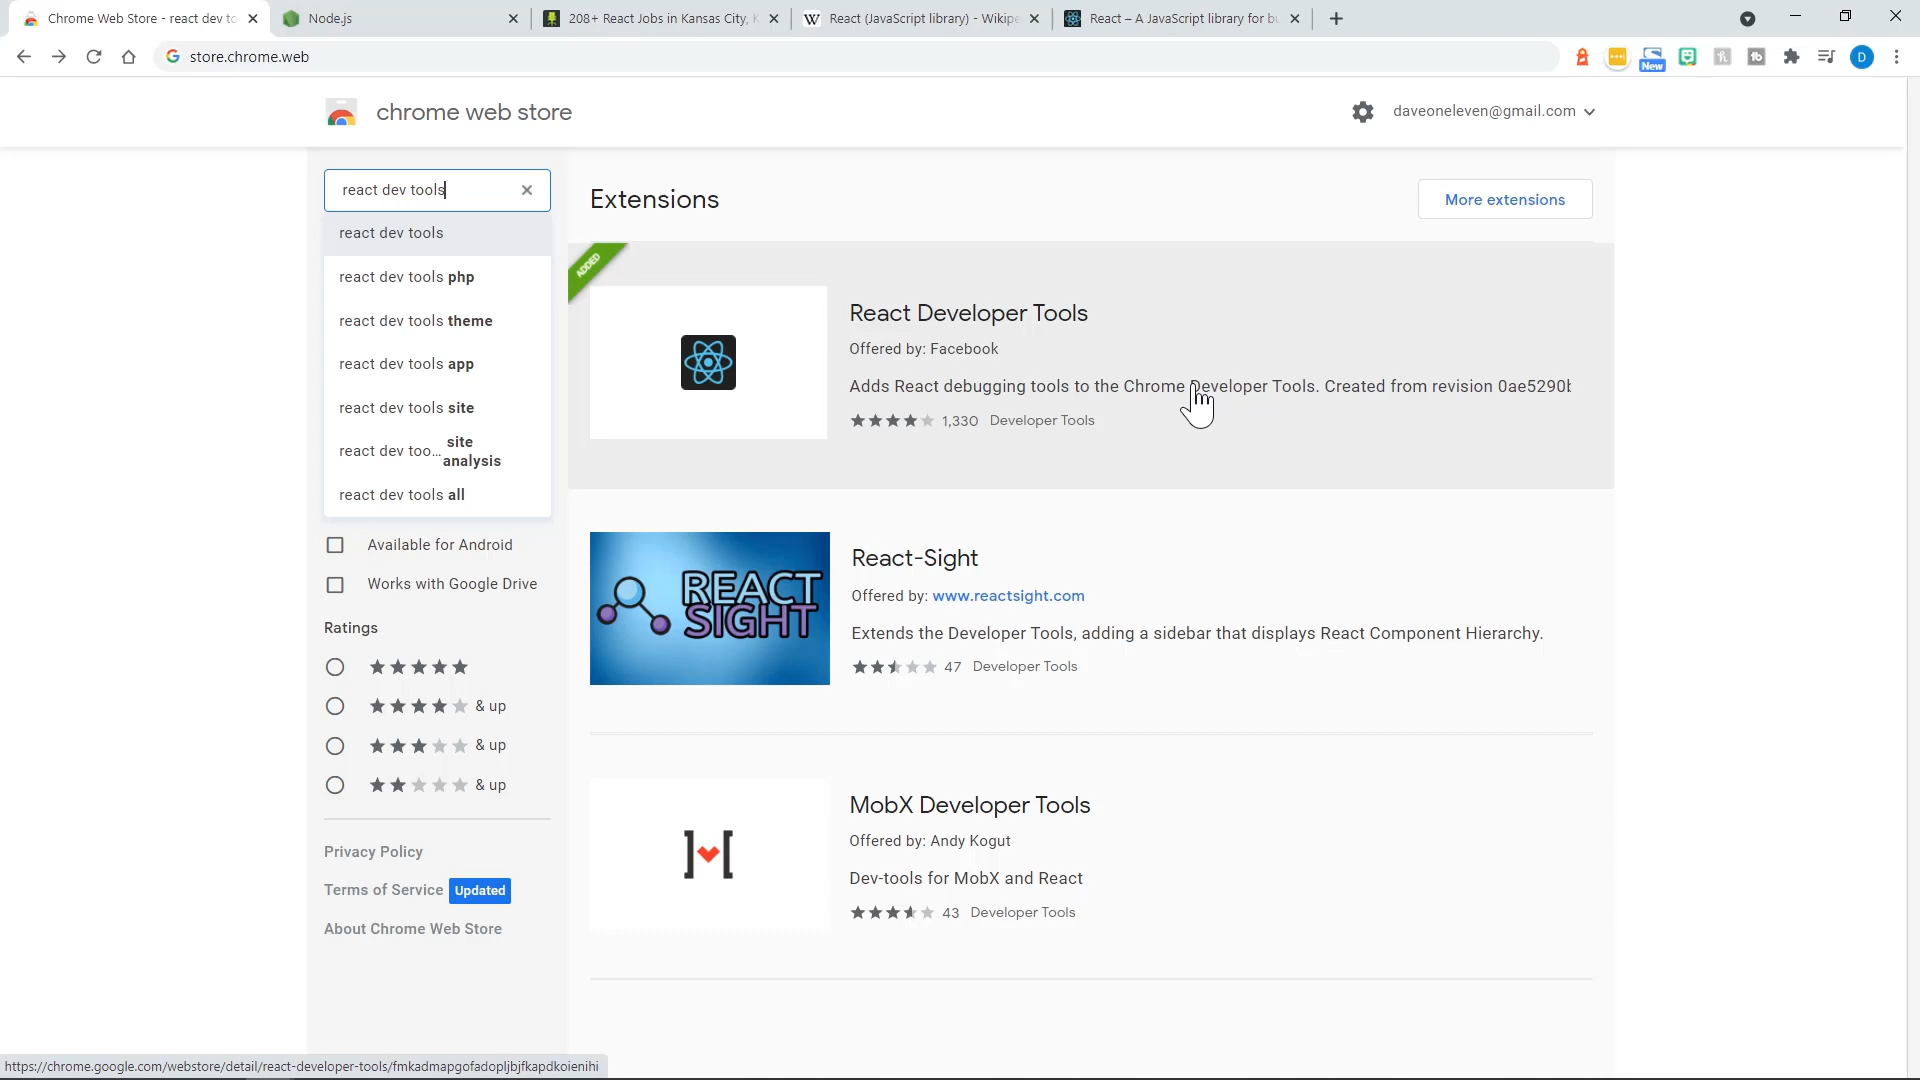 Chrome Web Store - react dev to
Node.js
208+ React Jobs in Kansas City, K
React (JavaScript library) - Wikipe
React – A JavaScript library for bu
store.chrome.web
New
D
chrome web store
daveoneleven@gmail.com
react dev tools
Extensions
More extensions
react dev tools
react dev tools php
react dev tools theme
react dev tools app
react dev tools site
react dev too... site analysis
react dev tools all
ADDED
React Developer Tools
Offered by: Facebook
Adds React debugging tools to the Chrome Developer Tools. Created from revision 0ae5290b
1,330 Developer Tools
Available for Android
Works with Google Drive
Ratings
& up
& up
& up
REACT
SIGHT
React-Sight
Offered by: www.reactsight.com
Extends the Developer Tools, adding a sidebar that displays React Component Hierarchy.
47 Developer Tools
MobX Developer Tools
Offered by: Andy Kogut
Dev-tools for MobX and React
43 Developer Tools
Privacy Policy
Terms of Service Updated
About Chrome Web Store
https://chrome.google.com/webstore/detail/react-developer-tools/fmkadmapgofadopljbjfkapdkoienihi